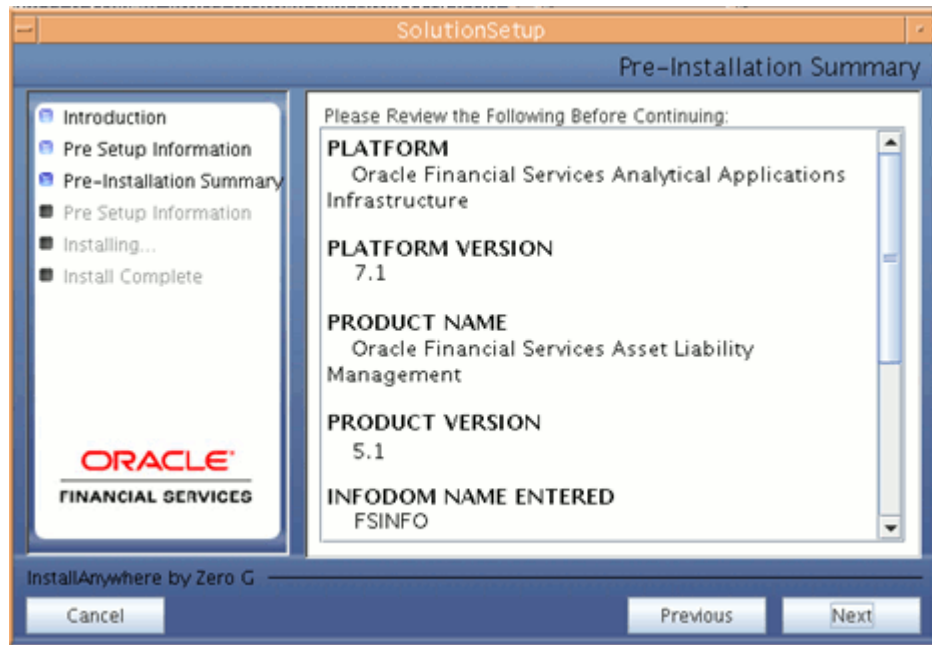 SolutionSetup
Pre-Installation Summary
Introduction
Pre Setup Information
Pre-Installation Summary
Pre Setup Information
Installing...
Install Complete
ORACLE
FINANCIAL SERVICES
Please Review the Following Before Continuing:
PLATFORM
Oracle Financial Services Analytical Applications
Infrastructure
PLATFORM VERSION
7.1
PRODUCT NAME
Oracle Financial Services Asset Liability
Management
PRODUCT VERSION
5.1
INFODOM NAME ENTERED
FSINFO
InstallAnywhere by Zero G
Cancel
Previous
Next